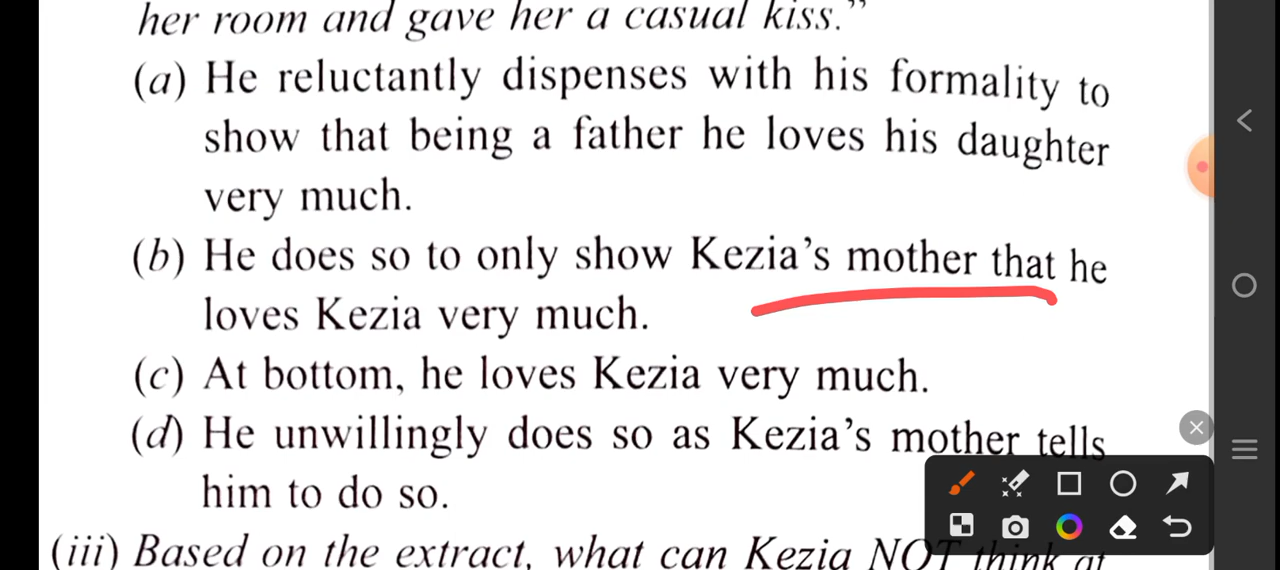 her room and gave her a casual kiss.”
(a) He reluctantly dispenses with his formality to
show that being a father he loves his daughter
very much.
(b) He does so to only show Kezia’s mother that he
loves Kezia very much.
(c) At bottom, he loves Kezia very much.
(d) He unwillingly does so as Kezia’s mother tells
him to do so.
(iii) Based on the extract, what can Kezia NOT think at